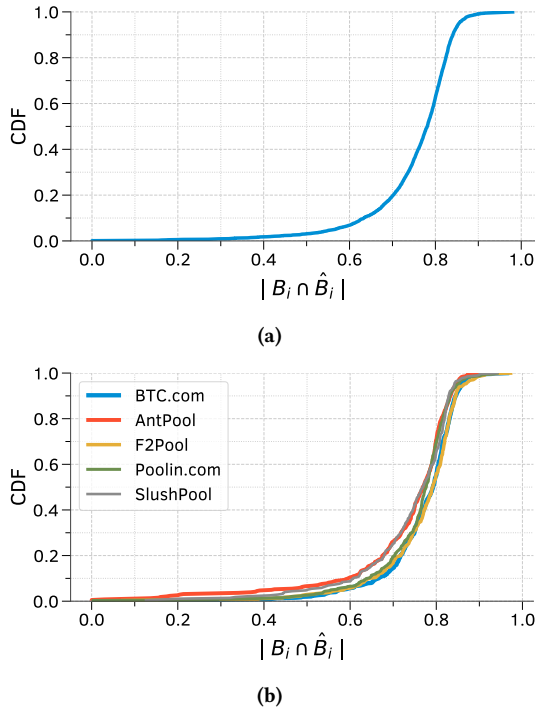 1.0
0.8
0.6
0.4
0.2
0.0
CDF
0.0 0.2 0.4 0.6 0.8 1.0
| B_i ∩ B̂_i |
(a)
1.0
0.8
0.6
0.4
0.2
0.0
CDF
BTC.com
AntPool
F2Pool
Poolin.com
SlushPool
0.0 0.2 0.4 0.6 0.8 1.0
| B_i ∩ B̂_i |
(b)